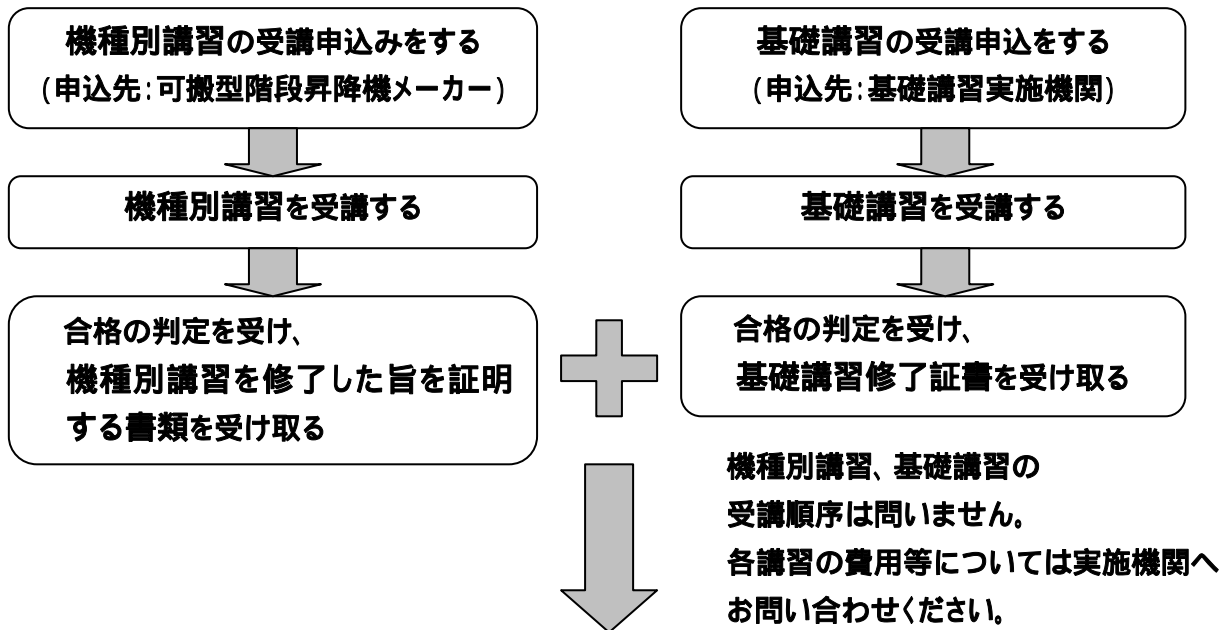 機種別講習の受講申込みをする
(申込先:可搬型階段昇降機メーカー)
機種別講習を受講する
合格の判定を受け、
機種別講習を修了した旨を証明
する書類を受け取る
基礎講習の受講申込をする
(申込先:基礎講習実施機関)
基礎講習を受講する
合格の判定を受け、
基礎講習修了証書を受け取る
機種別講習、基礎講習の
受講順序は問いません。
各講習の費用等については実施機関へ
お問い合わせください。